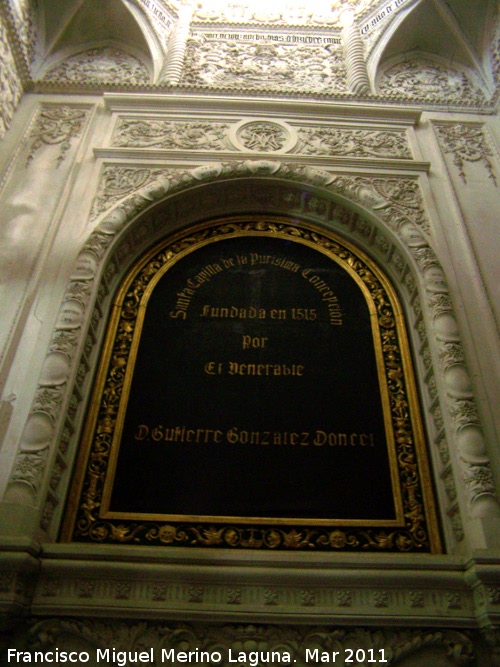 Santa Capilla de la Purisima Concepcion
Fundada en 1515
por
El Venerable
D. Gutierre Gonzalez Doncel
Francisco Miguel Merino Laguna. Mar 2011